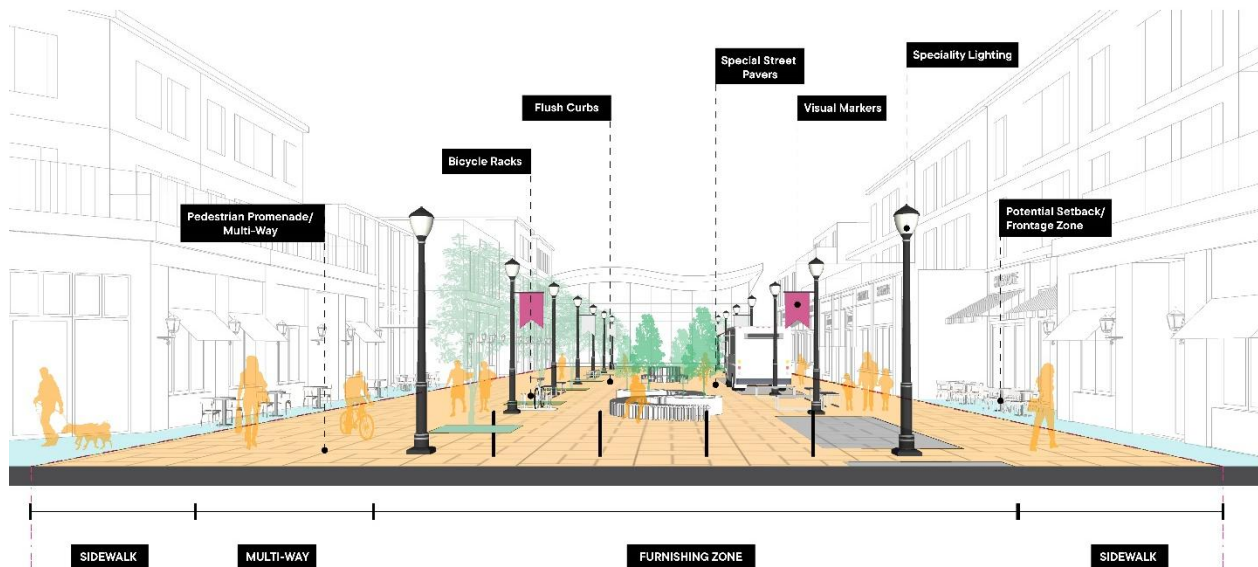 Special Street
Pavers
Speciality Lighting
Flush Curbs
Visual Markers
Bicycle Racks
Pedestrian Promenade/
Multi-Way
Potential Setback/
Frontage Zone
SIDEWALK
MULTI-WAY
FURNISHING ZONE
SIDEWALK